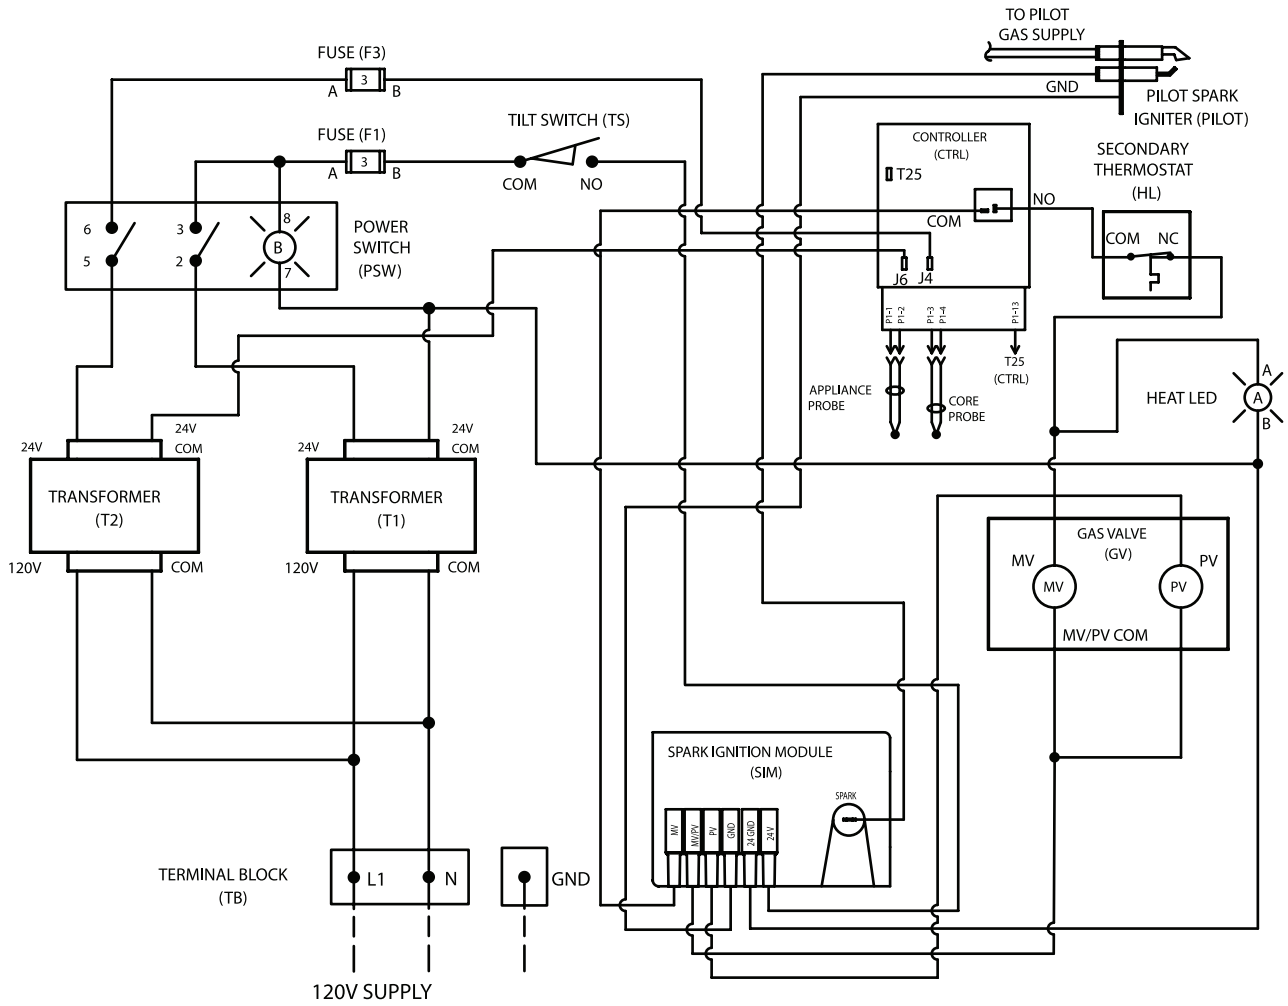 TO PILOT
GAS SUPPLY
GND
PILOT SPARK
IGNITER (PILOT)
FUSE (F3)
A
3
B
FUSE (F1)
A
3
B
TILT SWITCH (TS)
COM
NO
CONTROLLER
(CTRL)
T25
COM
NO
J6
J4
P1-1
P1-2
P1-3
P1-4
P1-13
T25
(CTRL)
APPLIANCE
PROBE
CORE
PROBE
SECONDARY
THERMOSTAT
(HL)
COM
NC
6
5
3
2
8
B
7
POWER
SWITCH
(PSW)
HEAT LED
A
A
B
24V
24V
COM
TRANSFORMER
(T2)
120V
COM
24V
24V
COM
TRANSFORMER
(T1)
120V
COM
GAS VALVE
(GV)
MV
MV
PV
PV
MV/PV COM
SPARK IGNITION MODULE
(SIM)
SPARK
MV
MV/PV
PV
GND
24 GND
24 V
TERMINAL BLOCK
(TB)
L1
N
GND
120V SUPPLY